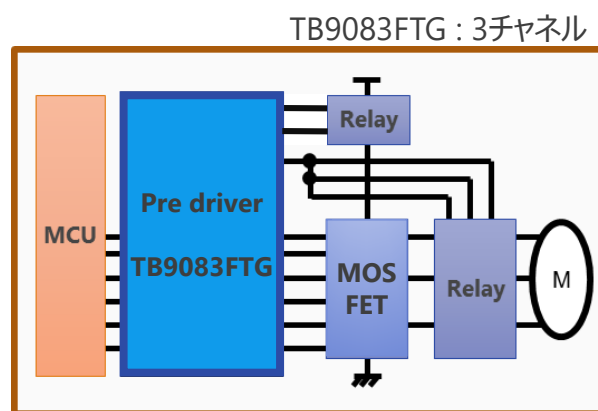 TB9083FTG : 3チャネル
Relay
Pre driver
TB9083FTG
MCU
MOS
FET
Relay
M